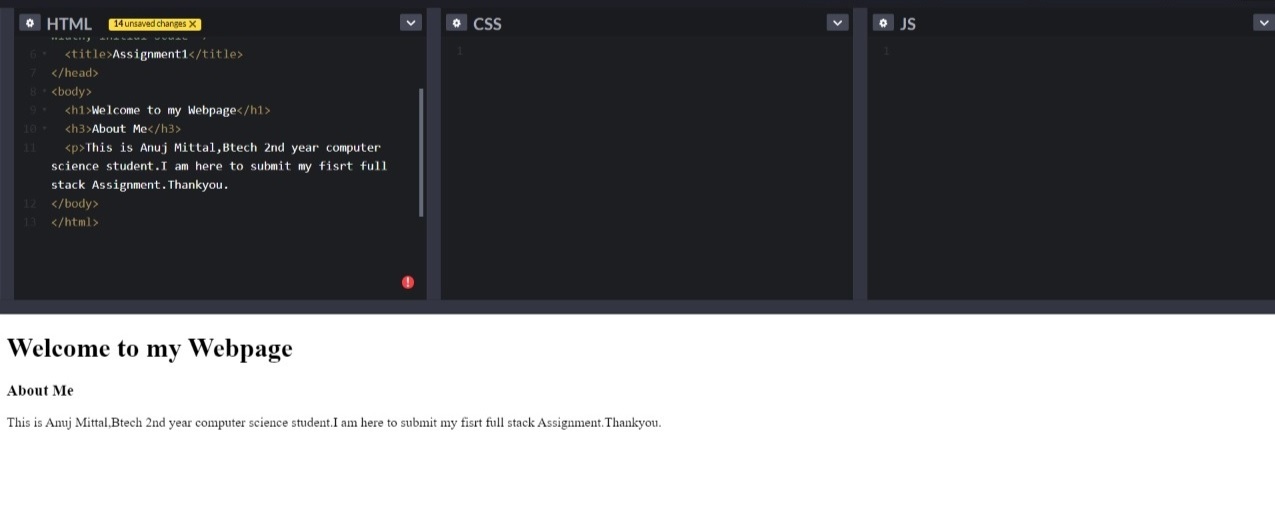 HTML 14 unsaved changes X
CSS
JS
6 <title>Assignment1</title>
7 </head>
8 <body>
9 <h1>Welcome to my Webpage</h1>
10 <h3>About Me</h3>
11 <p>This is Anuj Mittal,Btech 2nd year computer
science student.I am here to submit my fisrt full
stack Assignment.Thankyou.
12 </body>
13 </html>
1
1
Welcome to my Webpage
About Me
This is Anuj Mittal,Btech 2nd year computer science student.I am here to submit my fisrt full stack Assignment.Thankyou.